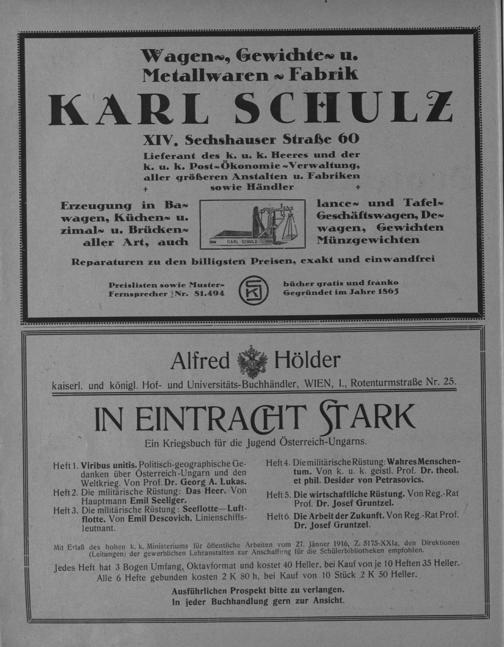 Wagen-, Gewichte- u.
Metallwaren-Fabrik
KARL SCHULZ
XIV. Sechshauser Straße 60
Lieferant des k. u. k. Heeres und der
k. u. k. Post-Ökonomie-Verwaltung,
aller größeren Anstalten u. Fabriken
sowie Händler
Erzeugung in Ba-
wagen, Küchen- u.
zimal- u. Brücken-
aller Art, auch
KARL SCHULZ
lance- und Tafel-
Geschäftswagen, De-
wagen, Gewichten
Münzgewichten
Reparaturen zu den billigsten Preisen, exakt und einwandfrei
Preislisten sowie Muster-
Fernsprecher Nr. 81.494
bücher gratis und franko
Gegründet im Jahre 1865
Alfred Hölder
kaiserl. und königl. Hof- und Universitäts-Buchhändler, WIEN, I., Rotenturmstraße Nr. 25.
IN EINTRACHT STARK
Ein Kriegsbuch für die Jugend Österreich-Ungarns.
Heft 1. Viribus unitis. Politisch-geographische Ge-
danken über Österreich-Ungarn und den
Weltkrieg. Von Prof. Dr. Georg A. Lukas.
Heft 2. Die militärische Rüstung: Das Heer. Von
Hauptmann Emil Seeliger.
Heft 3. Die militärische Rüstung: Seeflotte—Luft-
flotte. Von Emil Descovich, Linienschiffs-
leutnant.
Heft 4. Die militärische Rüstung: Wahres Menschen-
tum. Von k. u. k. geistl. Prof. Dr. theol.
et phil. Desider von Petrasovics.
Heft 5. Die wirtschaftliche Rüstung. Von Reg.-Rat
Prof. Dr. Josef Gruntzel.
Heft 6. Die Arbeit der Zukunft. Von Reg.-Rat Prof.
Dr. Josef Gruntzel.
Mit Erlaß des hohen k. k. Ministeriums für öffentliche Arbeiten vom 27. Jänner 1916, Z. 5175-XXIa, den Direktionen
(Leitungen) der gewerblichen Lehranstalten zur Anschaffung für die Schülerbibliotheken empfohlen.
Jedes Heft hat 3 Bogen Umfang, Oktavformat und kostet 40 Heller, bei Kauf von je 10 Heften 35 Heller.
Alle 6 Hefte gebunden kosten 2 K 80 h, bei Kauf von 10 Stück 2 K 50 Heller.
Ausführlichen Prospekt bitte zu verlangen.
In jeder Buchhandlung gern zur Ansicht.